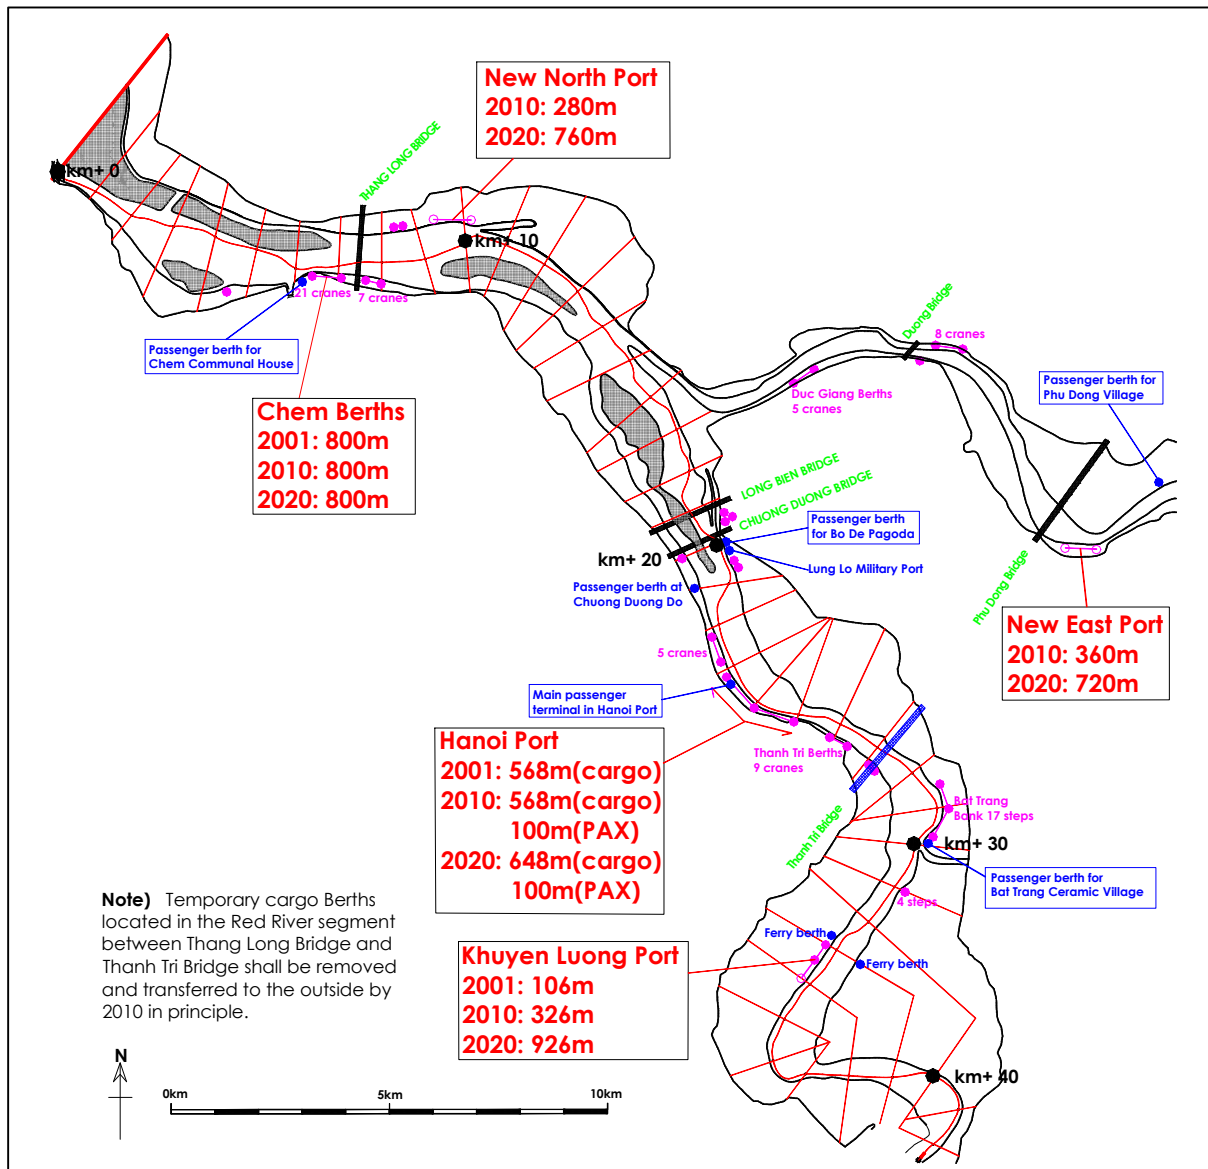 New North Port
2010: 280m
2020: 760m
THANG LONG BRIDGE
km+ 0
km+ 10
21 cranes
7 cranes
Passenger berth for
Chem Communal House
Chem Berths
2001: 800m
2010: 800m
2020: 800m
Duong Bridge
8 cranes
Duc Giang Berths
5 cranes
Passenger berth for
Phu Dong Village
LONG BIEN BRIDGE
CHUONG DUONG BRIDGE
Passenger berth
for Bo De Pagoda
km+ 20
Lung Lo Military Port
Passenger berth at
Chuong Duong Do
Phu Dong Bridge
New East Port
2010: 360m
2020: 720m
5 cranes
Main passenger
terminal in Hanoi Port
Hanoi Port
2001: 568m(cargo)
2010: 568m(cargo)
100m(PAX)
2020: 648m(cargo)
100m(PAX)
Thanh Tri Berths
9 cranes
Thanh Tri Bridge
Bat Trang
Bank 17 steps
km+ 30
Passenger berth for
Bat Trang Ceramic Village
4 steps
Ferry berth
Ferry berth
Khuyen Luong Port
2001: 106m
2010: 326m
2020: 926m
Note) Temporary cargo Berths
located in the Red River segment
between Thang Long Bridge and
Thanh Tri Bridge shall be removed
and transferred to the outside by
2010 in principle.
km+ 40
N
0km
5km
10km